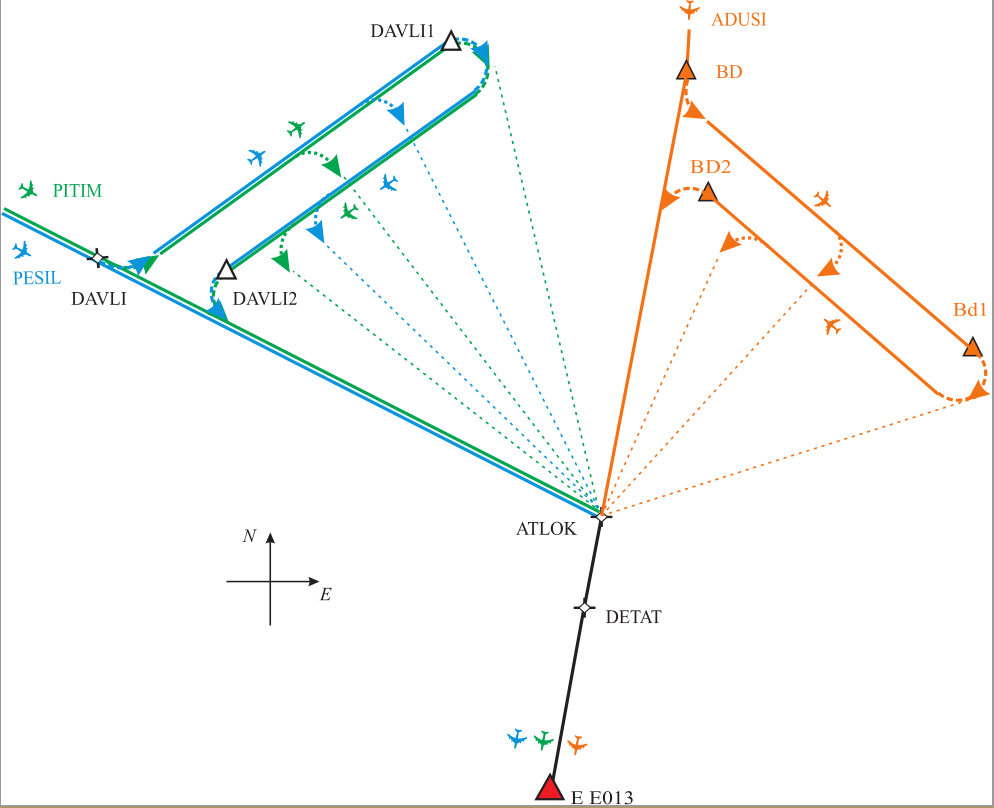 ADUSI
DAVLI1
BD
BD2
PITIM
PESIL
DAVLI
DAVLI2
Bd1
ATLOK
N
E
DETAT
E E013